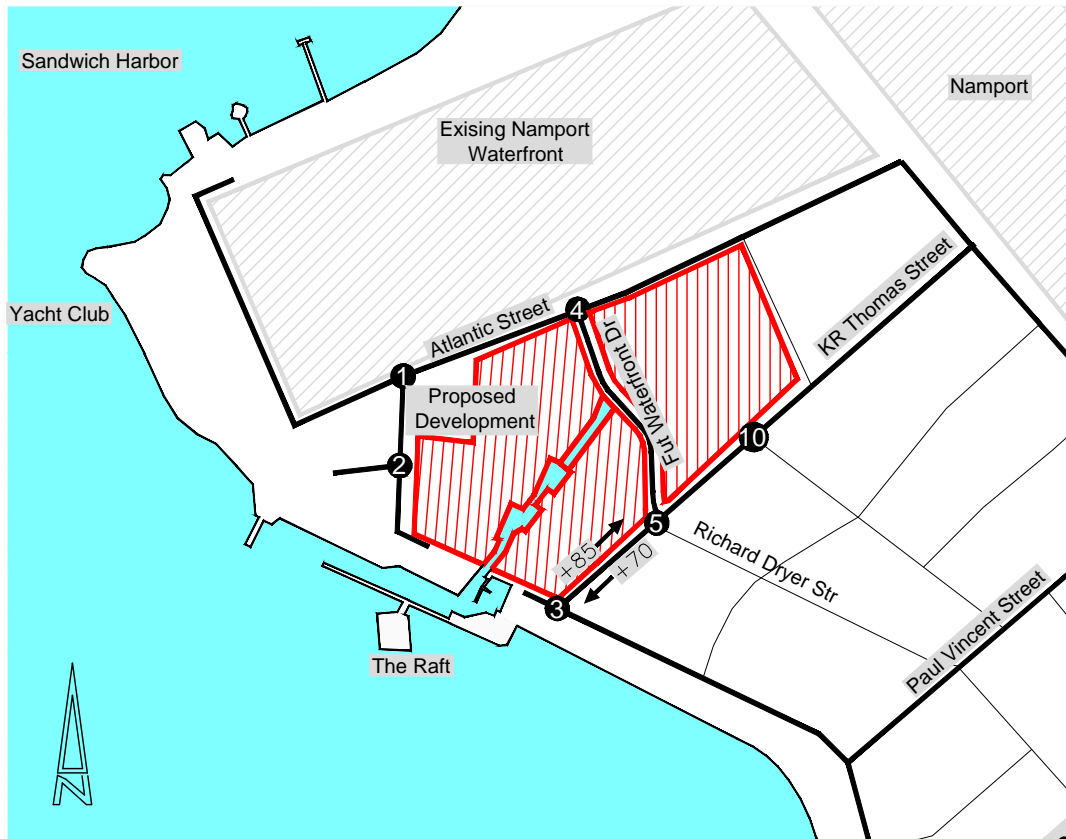 Sandwich Harbor
Namport
Exising Namport
Waterfront
KR Thomas Street
Yacht Club
Atlantic Street
4
Fut Waterfront Dr
1
Proposed
Development
10
2
5
Richard Dryer Str
+85
+70
3
Paul Vincent Street
The Raft
N